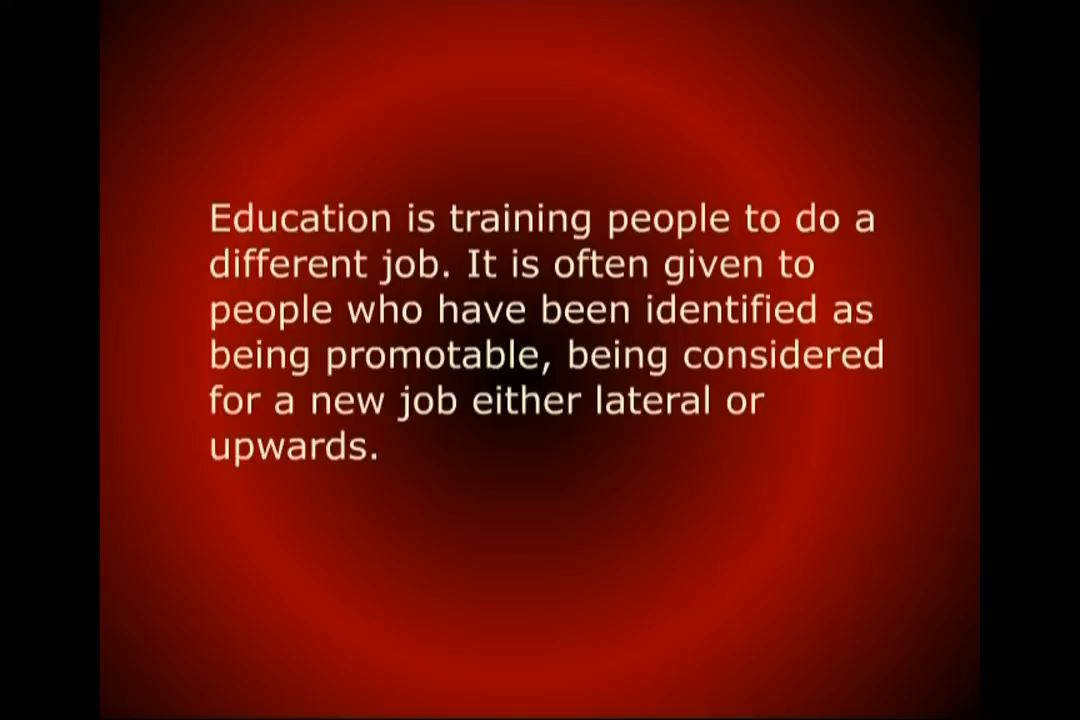 Education is training people to do a
different job. It is often given to
people who have been identified as
being promotable, being considered
for a new job either lateral or
upwards.